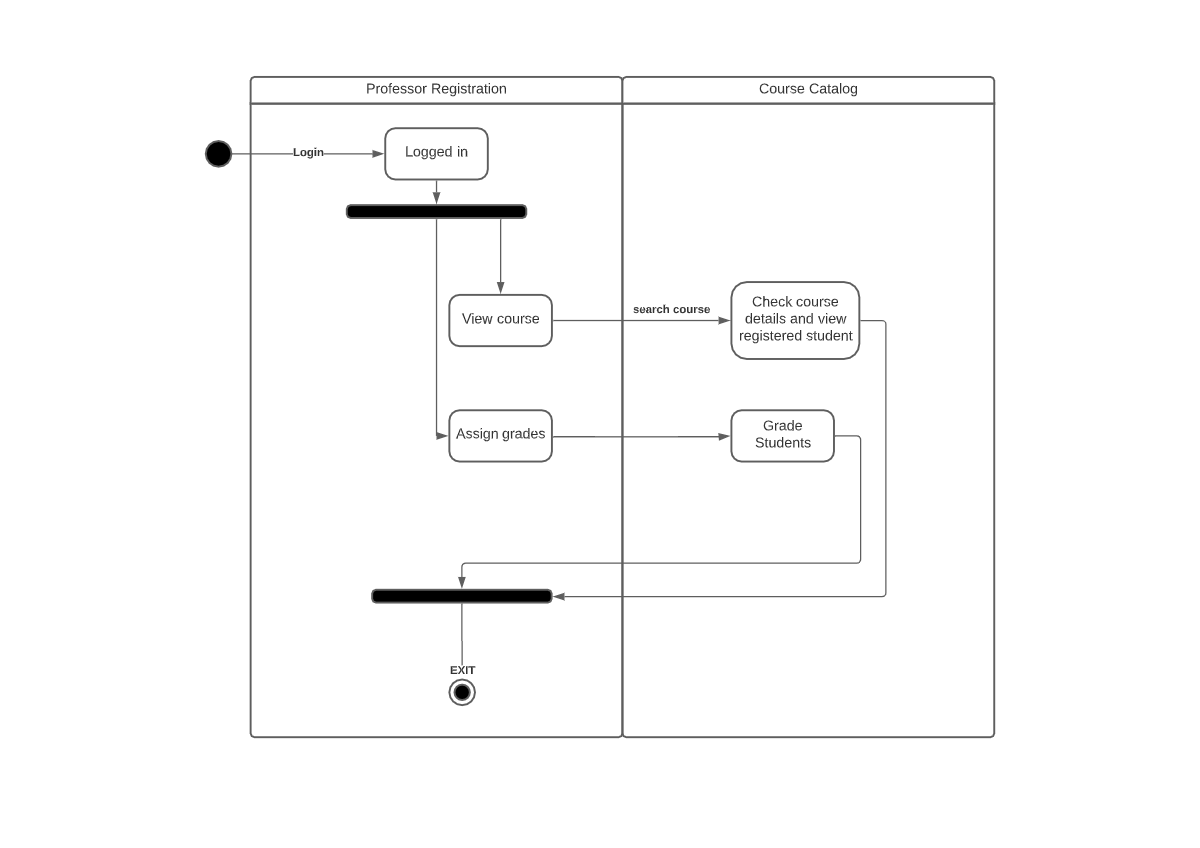 Professor Registration
Course Catalog
Login
Logged in
View course
search course
Check course
details and view
registered student
Assign grades
Grade
Students
EXIT